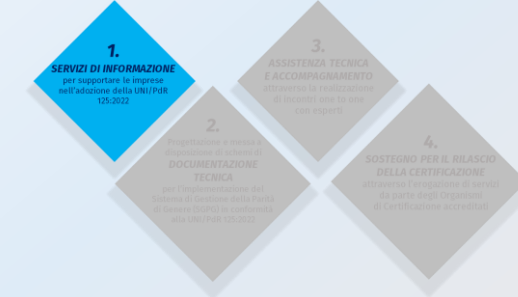 1.
SERVIZI DI INFORMAZIONE
per supportare le imprese
nell'adozione della UNI/PdR
125:2022
2.
Progettazione e messa a
disposizione di schemi di
DOCUMENTAZIONE
TECNICA
per l'implementazione del
Sistema di Gestione della Parità
di Genere (SGPG) in conformità
alla UNI/PdR 125:2022
3.
ASSISTENZA TECNICA
E ACCOMPAGNAMENTO
attraverso la realizzazione
di incontri one to one
con esperti
4.
SOSTEGNO PER IL RILASCIO
DELLA CERTIFICAZIONE
attraverso l'erogazione di servizi
da parte degli Organismi
di Certificazione accreditati